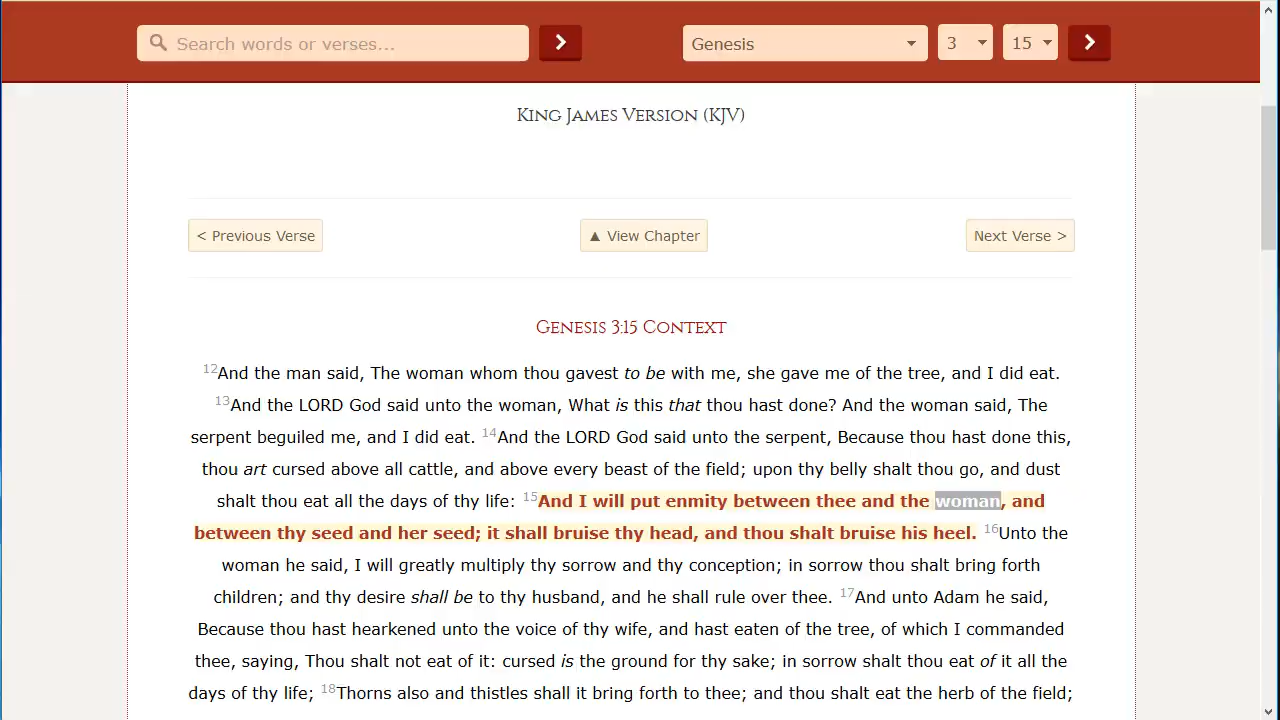 Search words or verses...
Genesis
3
15
King James Version (KJV)
< Previous Verse
▲ View Chapter
Next Verse >
Genesis 3:15 Context
12And the man said, The woman whom thou gavest to be with me, she gave me of the tree, and I did eat.
13And the LORD God said unto the woman, What is this that thou hast done? And the woman said, The
serpent beguiled me, and I did eat. 14And the LORD God said unto the serpent, Because thou hast done this,
thou art cursed above all cattle, and above every beast of the field; upon thy belly shalt thou go, and dust
shalt thou eat all the days of thy life: 15And I will put enmity between thee and the woman, and
between thy seed and her seed; it shall bruise thy head, and thou shalt bruise his heel. 16Unto the
woman he said, I will greatly multiply thy sorrow and thy conception; in sorrow thou shalt bring forth
children; and thy desire shall be to thy husband, and he shall rule over thee. 17And unto Adam he said,
Because thou hast hearkened unto the voice of thy wife, and hast eaten of the tree, of which I commanded
thee, saying, Thou shalt not eat of it: cursed is the ground for thy sake; in sorrow shalt thou eat of it all the
days of thy life; 18Thorns also and thistles shall it bring forth to thee; and thou shalt eat the herb of the field;